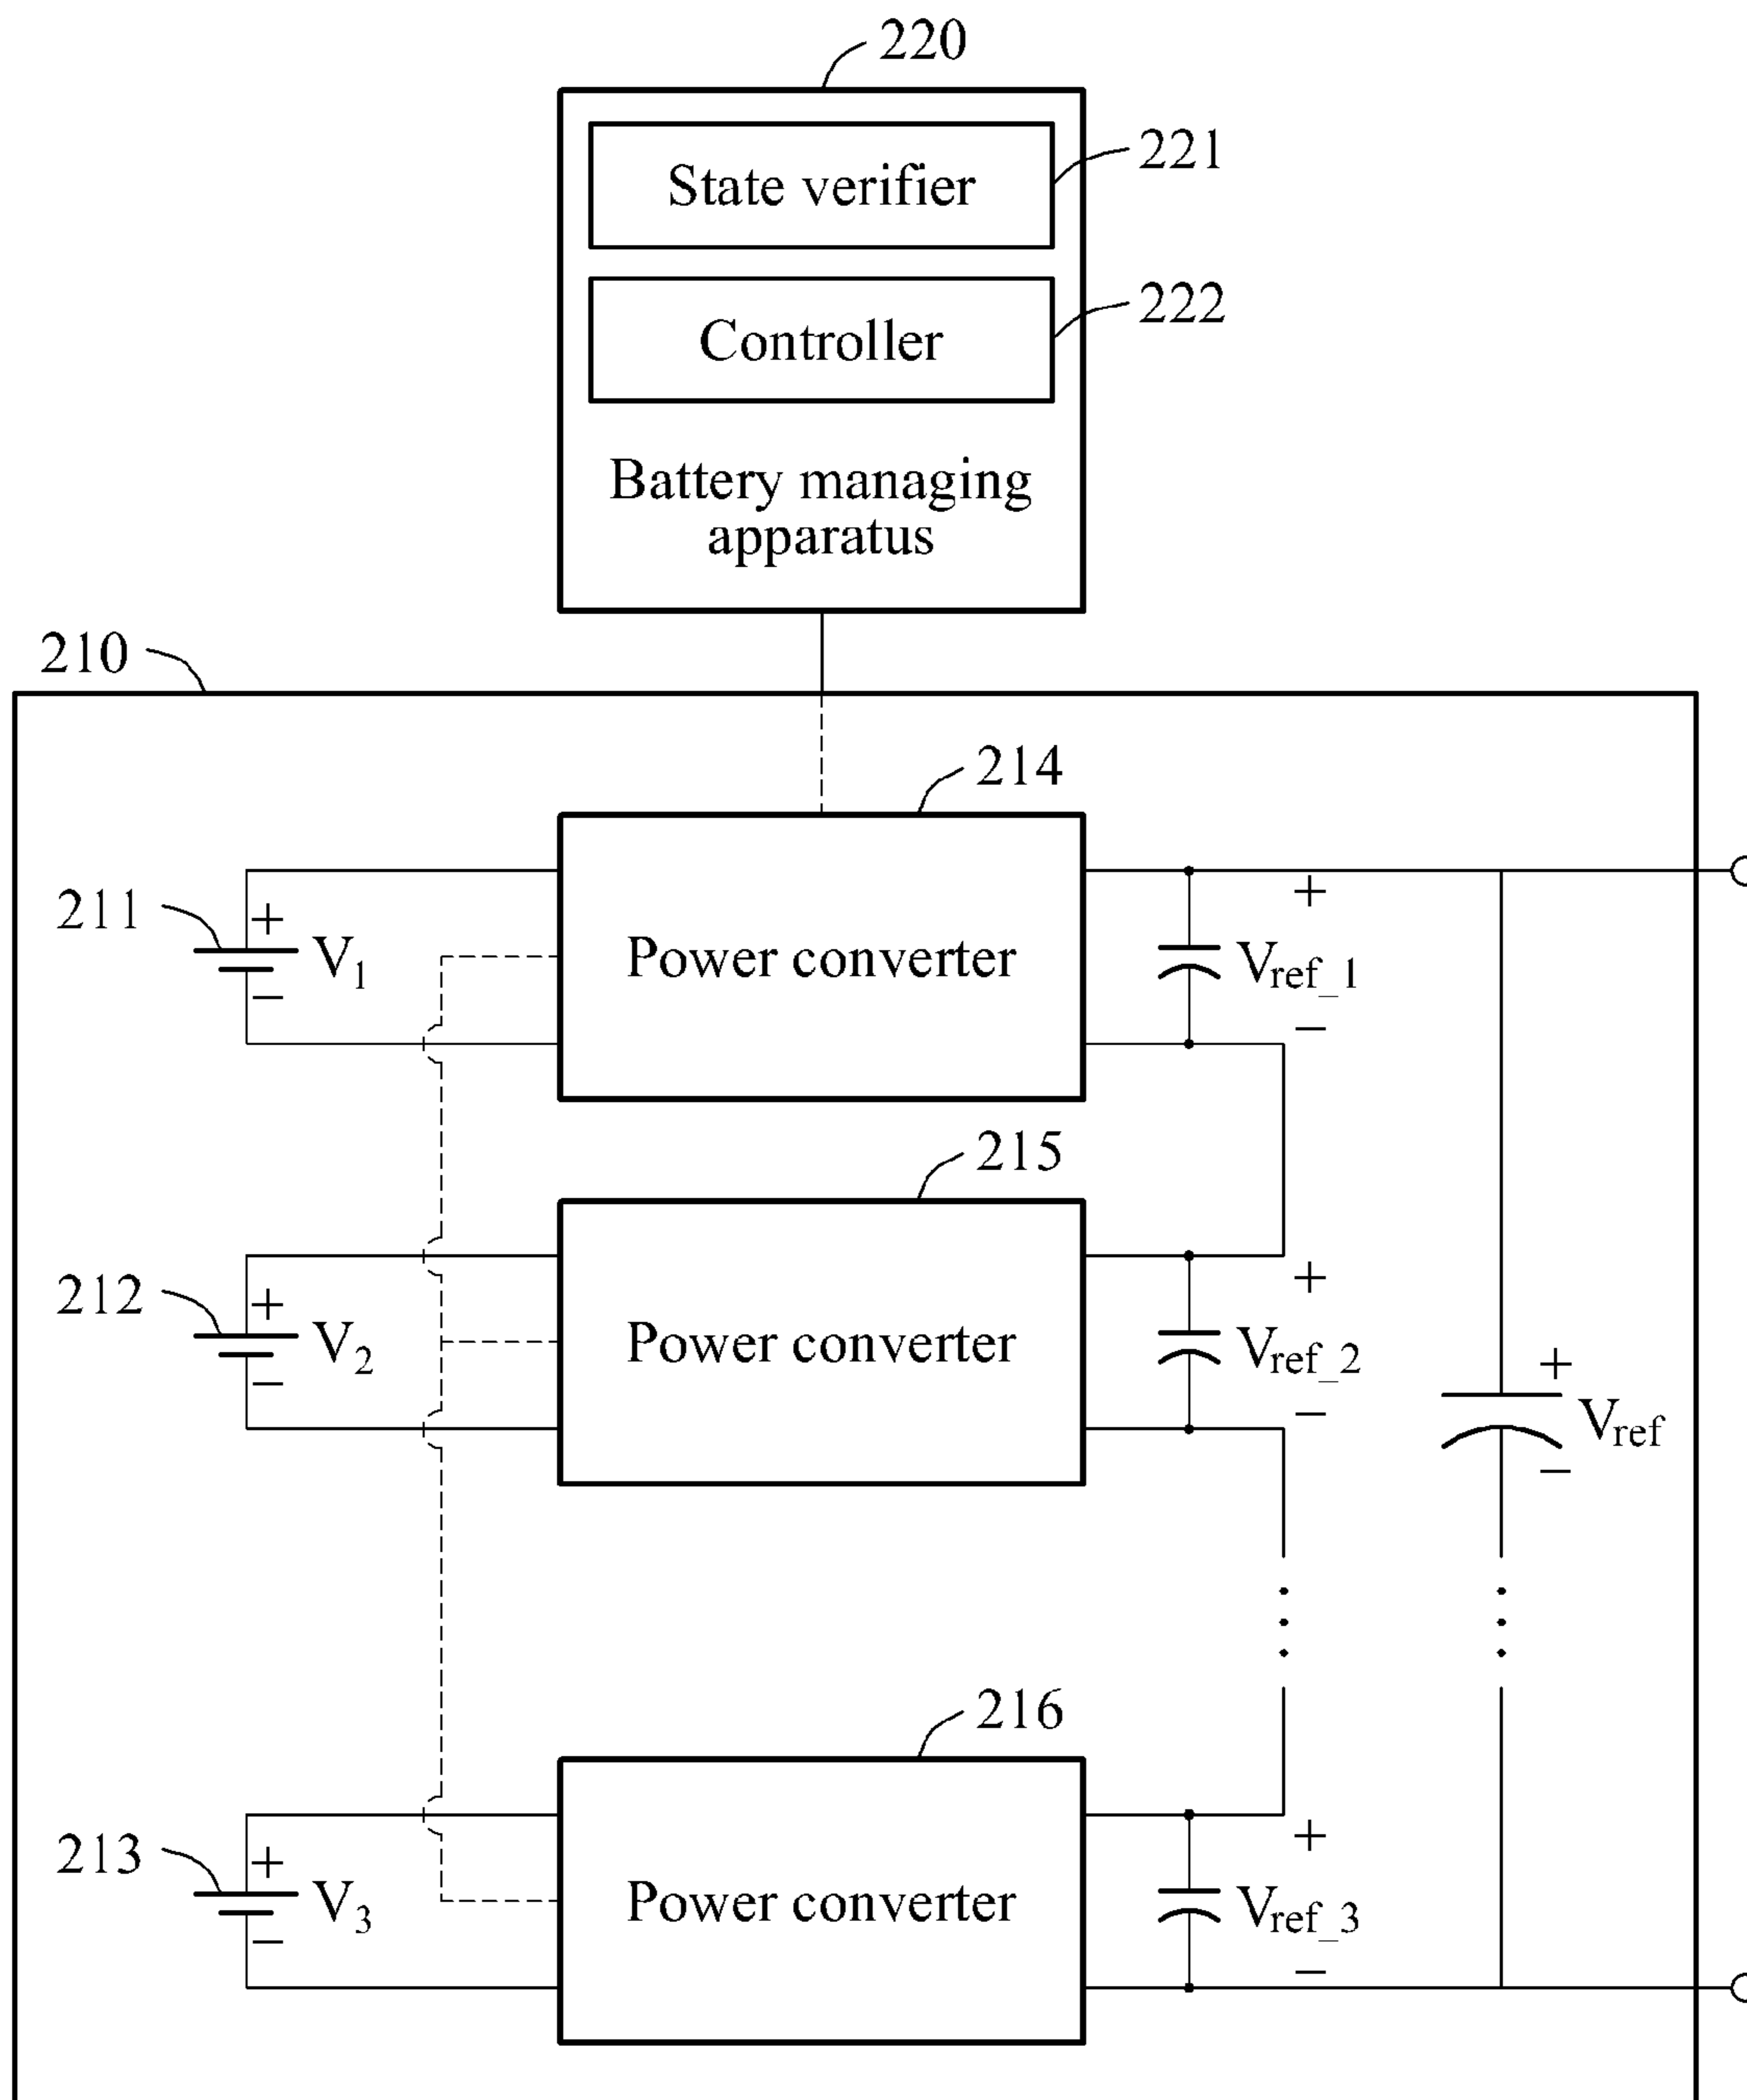 220
State verifier
221
Controller
222
Battery managing
apparatus
210
214
211
+
V1
−
Power converter
+
Vref_1
−
215
212
+
V2
−
Power converter
+
Vref_2
−
+
Vref
−
216
213
+
V3
−
Power converter
+
Vref_3
−